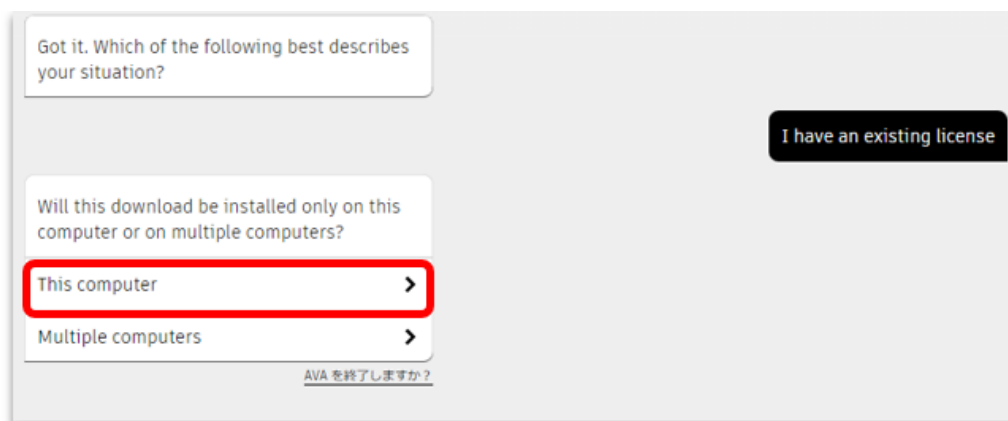 Got it. Which of the following best describes
your situation?
I have an existing license
Will this download be installed only on this
computer or on multiple computers?
This computer
Multiple computers
AVA を終了しますか？